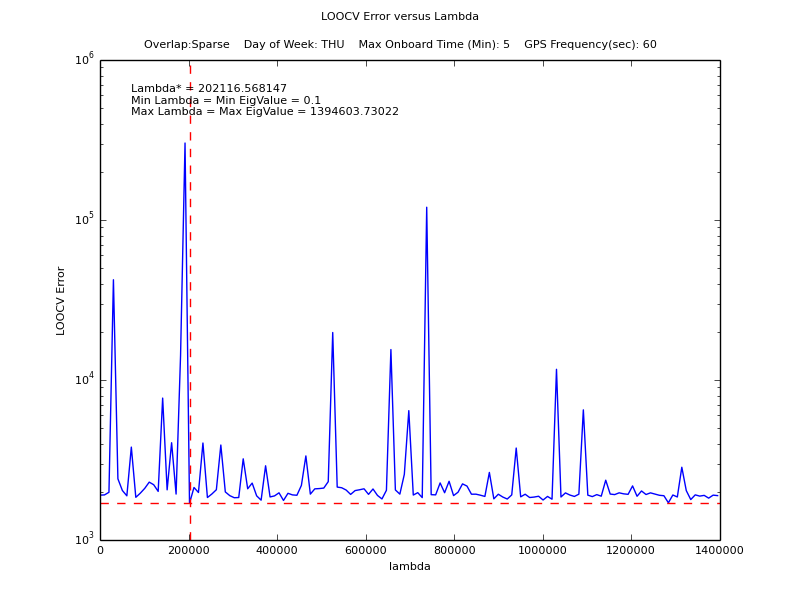 LOOCV Error versus Lambda
Overlap:Sparse    Day of Week: THU    Max Onboard Time (Min): 5    GPS Frequency(sec): 60
Lambda* = 202116.568147
Min Lambda = Min EigValue = 0.1
Max Lambda = Max EigValue = 1394603.73022
10^6
10^5
10^4
10^3
LOOCV Error
0 200000 400000 600000 800000 1000000 1200000 1400000
lambda